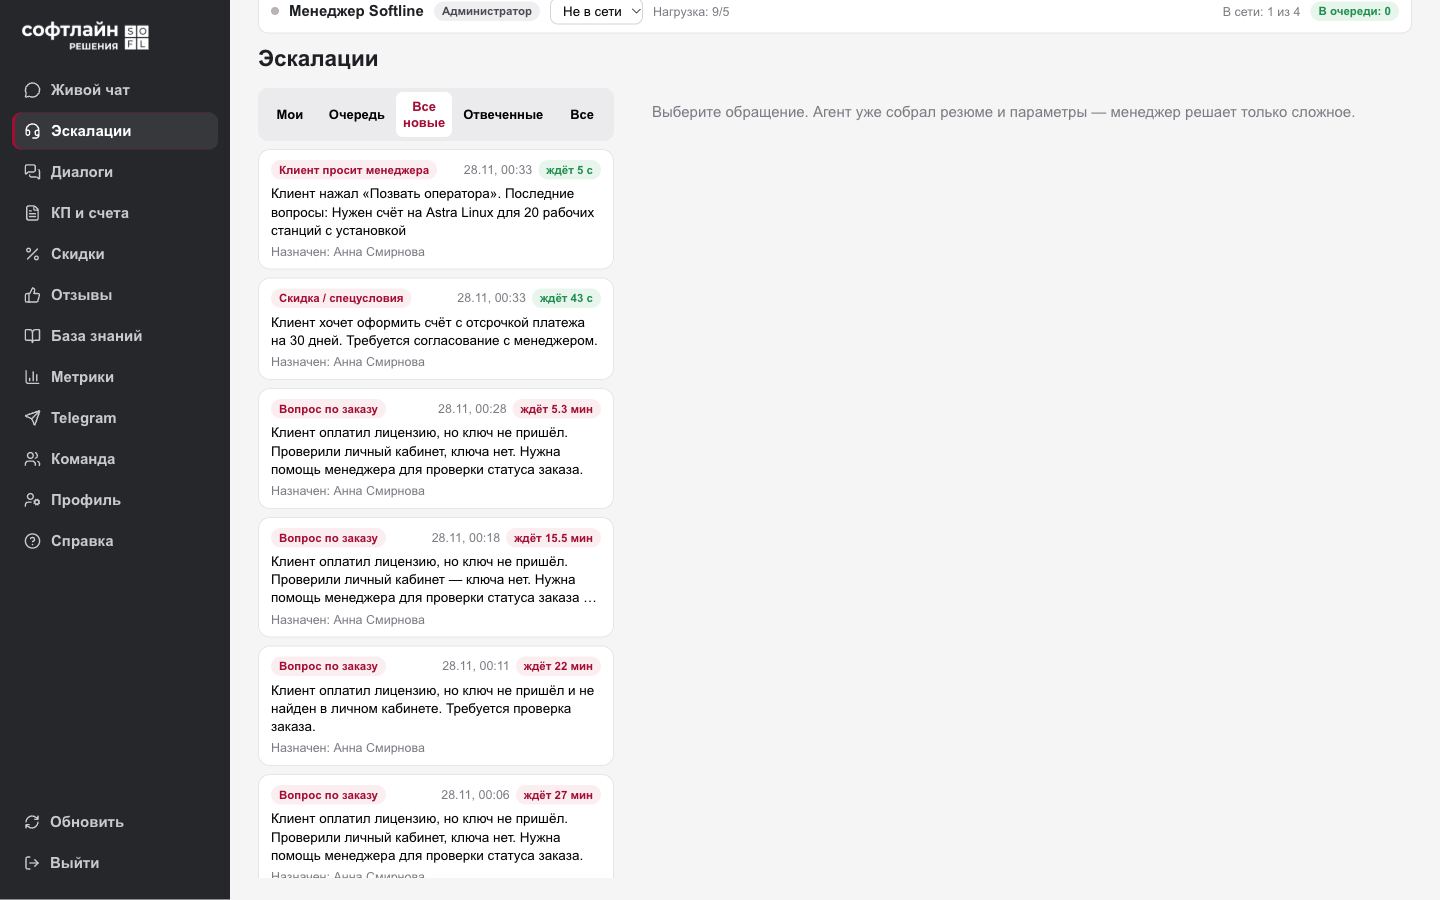 софтлайн
РЕШЕНИЯ
SO
FL
Живой чат
Эскалации
Диалоги
КП и счета
Скидки
Отзывы
База знаний
Метрики
Telegram
Команда
Профиль
Справка
Обновить
Выйти
Менеджер Softline Администратор Не в сети Нагрузка: 9/5 В сети: 1 из 4 В очереди: 0
Эскалации
Мои Очередь Все новые Отвеченные Все
Клиент просит менеджера 28.11, 00:33 ждёт 5 с
Клиент нажал «Позвать оператора». Последние
вопросы: Нужен счёт на Astra Linux для 20 рабочих
станций с установкой
Назначен: Анна Смирнова
Скидка / спецусловия 28.11, 00:33 ждёт 43 с
Клиент хочет оформить счёт с отсрочкой платежа
на 30 дней. Требуется согласование с менеджером.
Назначен: Анна Смирнова
Вопрос по заказу 28.11, 00:28 ждёт 5.3 мин
Клиент оплатил лицензию, но ключ не пришёл.
Проверили личный кабинет, ключа нет. Нужна
помощь менеджера для проверки статуса заказа.
Назначен: Анна Смирнова
Вопрос по заказу 28.11, 00:18 ждёт 15.5 мин
Клиент оплатил лицензию, но ключ не пришёл.
Проверили личный кабинет — ключа нет. Нужна
помощь менеджера для проверки статуса заказа …
Назначен: Анна Смирнова
Вопрос по заказу 28.11, 00:11 ждёт 22 мин
Клиент оплатил лицензию, но ключ не пришёл и не
найден в личном кабинете. Требуется проверка
заказа.
Назначен: Анна Смирнова
Вопрос по заказу 28.11, 00:06 ждёт 27 мин
Клиент оплатил лицензию, но ключ не пришёл.
Проверили личный кабинет, ключа нет. Нужна
помощь менеджера для проверки статуса заказа.
Назначен: Анна Смирнова
Выберите обращение. Агент уже собрал резюме и параметры — менеджер решает только сложное.